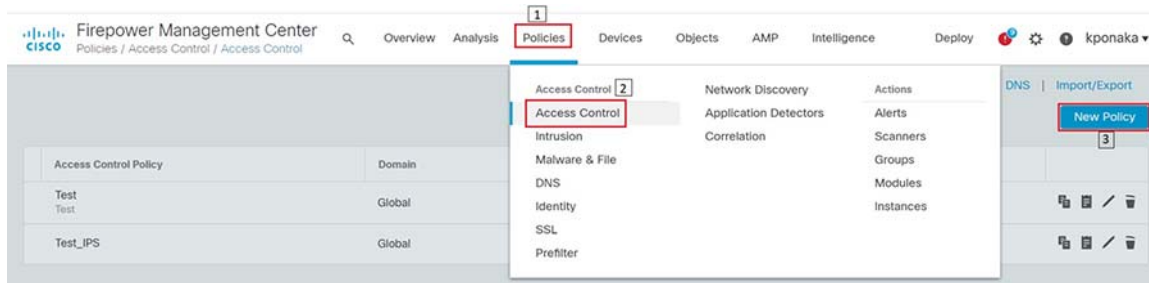 1
cisco Firepower Management Center
Policies / Access Control / Access Control
Overview Analysis Policies Devices Objects AMP Intelligence Deploy kponaka
Access Control 2 Network Discovery Actions
Access Control Application Detectors Alerts
Intrusion Correlation Scanners
Malware & File Groups
DNS Modules
Identity Instances
SSL
Prefilter
DNS | Import/Export
New Policy
3
Access Control Policy Domain
Test
Test
Global
Test_IPS Global